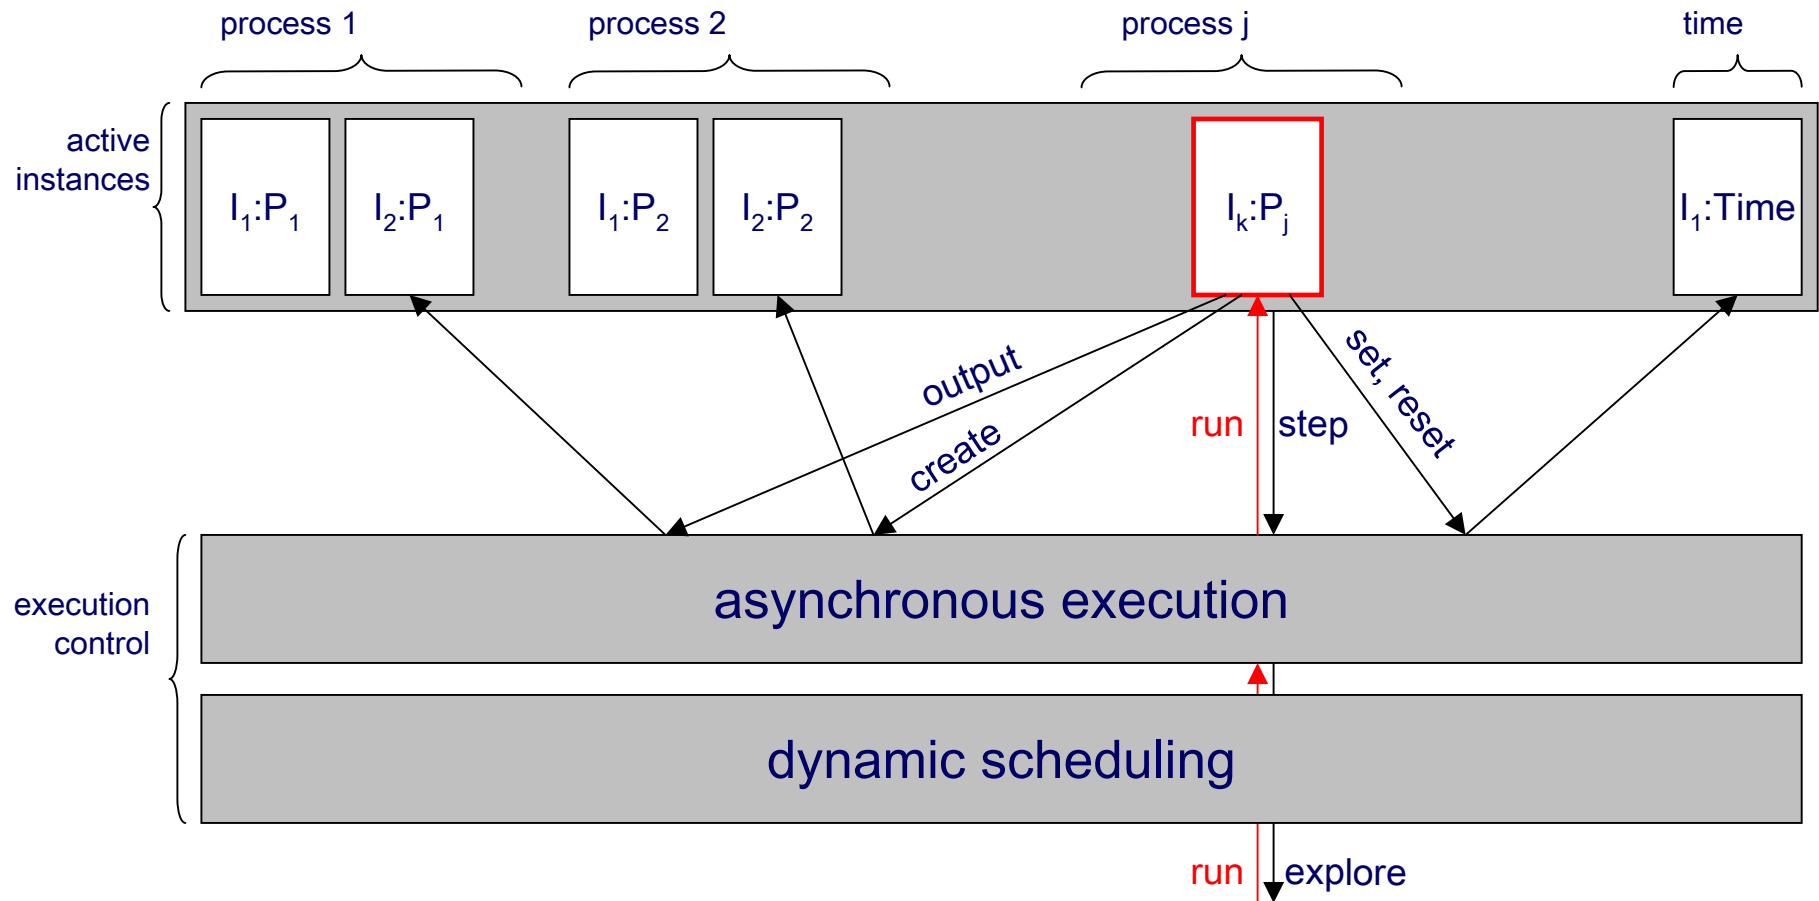 process 1
process 2
process j
time
active
instances
I₁:P₁
I₂:P₁
I₁:P₂
I₂:P₂
Iₖ:Pⱼ
I₁:Time
output
create
run
step
set, reset
execution
control
asynchronous execution
dynamic scheduling
run
explore